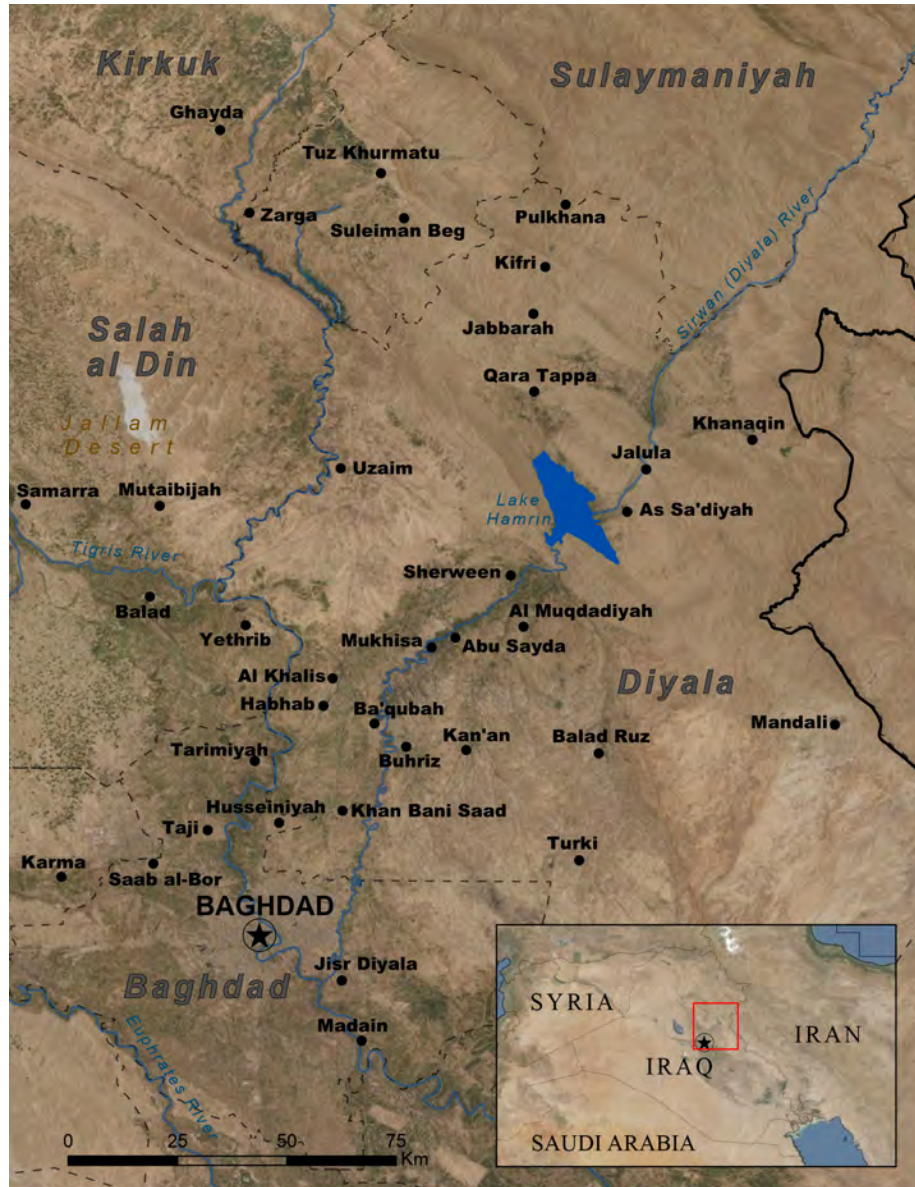 Kirkuk
Sulaymaniyah
Ghayda
Tuz Khurmatu
Zarga
Suleiman Beg
Pulkhana
Kifri
Sirwan (Diyala) River
Jabbarah
Salah
al Din
Qara Tappa
Jallam
Desert
Khanaqin
Uzaim
Jalula
Samarra
Mutaibijah
Lake
Hamrin
As Sa'diyah
Tigris River
Sherween
Balad
Al Muqdadiyah
Yethrib
Mukhisa
Abu Sayda
Al Khalis
Diyala
Habhab
Ba'qubah
Mandali
Kan'an
Balad Ruz
Tarimiyah
Buhriz
Husseiniyah
Khan Bani Saad
Taji
Turki
Karma
Saab al-Bor
BAGHDAD
Jisr Diyala
Baghdad
Madain
Euphrates River
SYRIA
IRAN
IRAQ
SAUDI ARABIA
0 25 50 75
Km